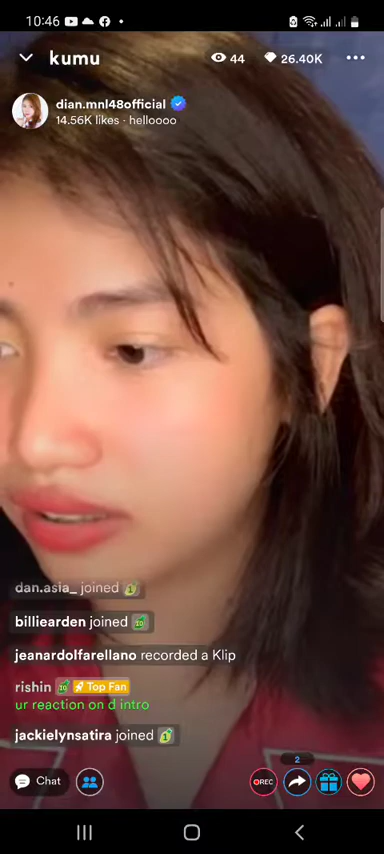 10:46
kumu
44
26.40K
dian.mnl48official
14.56K likes · helloooo
dan.asia_ joined
billiearden joined
jeanardolfarellano recorded a Klip
rishin Top Fan
ur reaction on d intro
jackielynsatira joined
2
Chat
REC